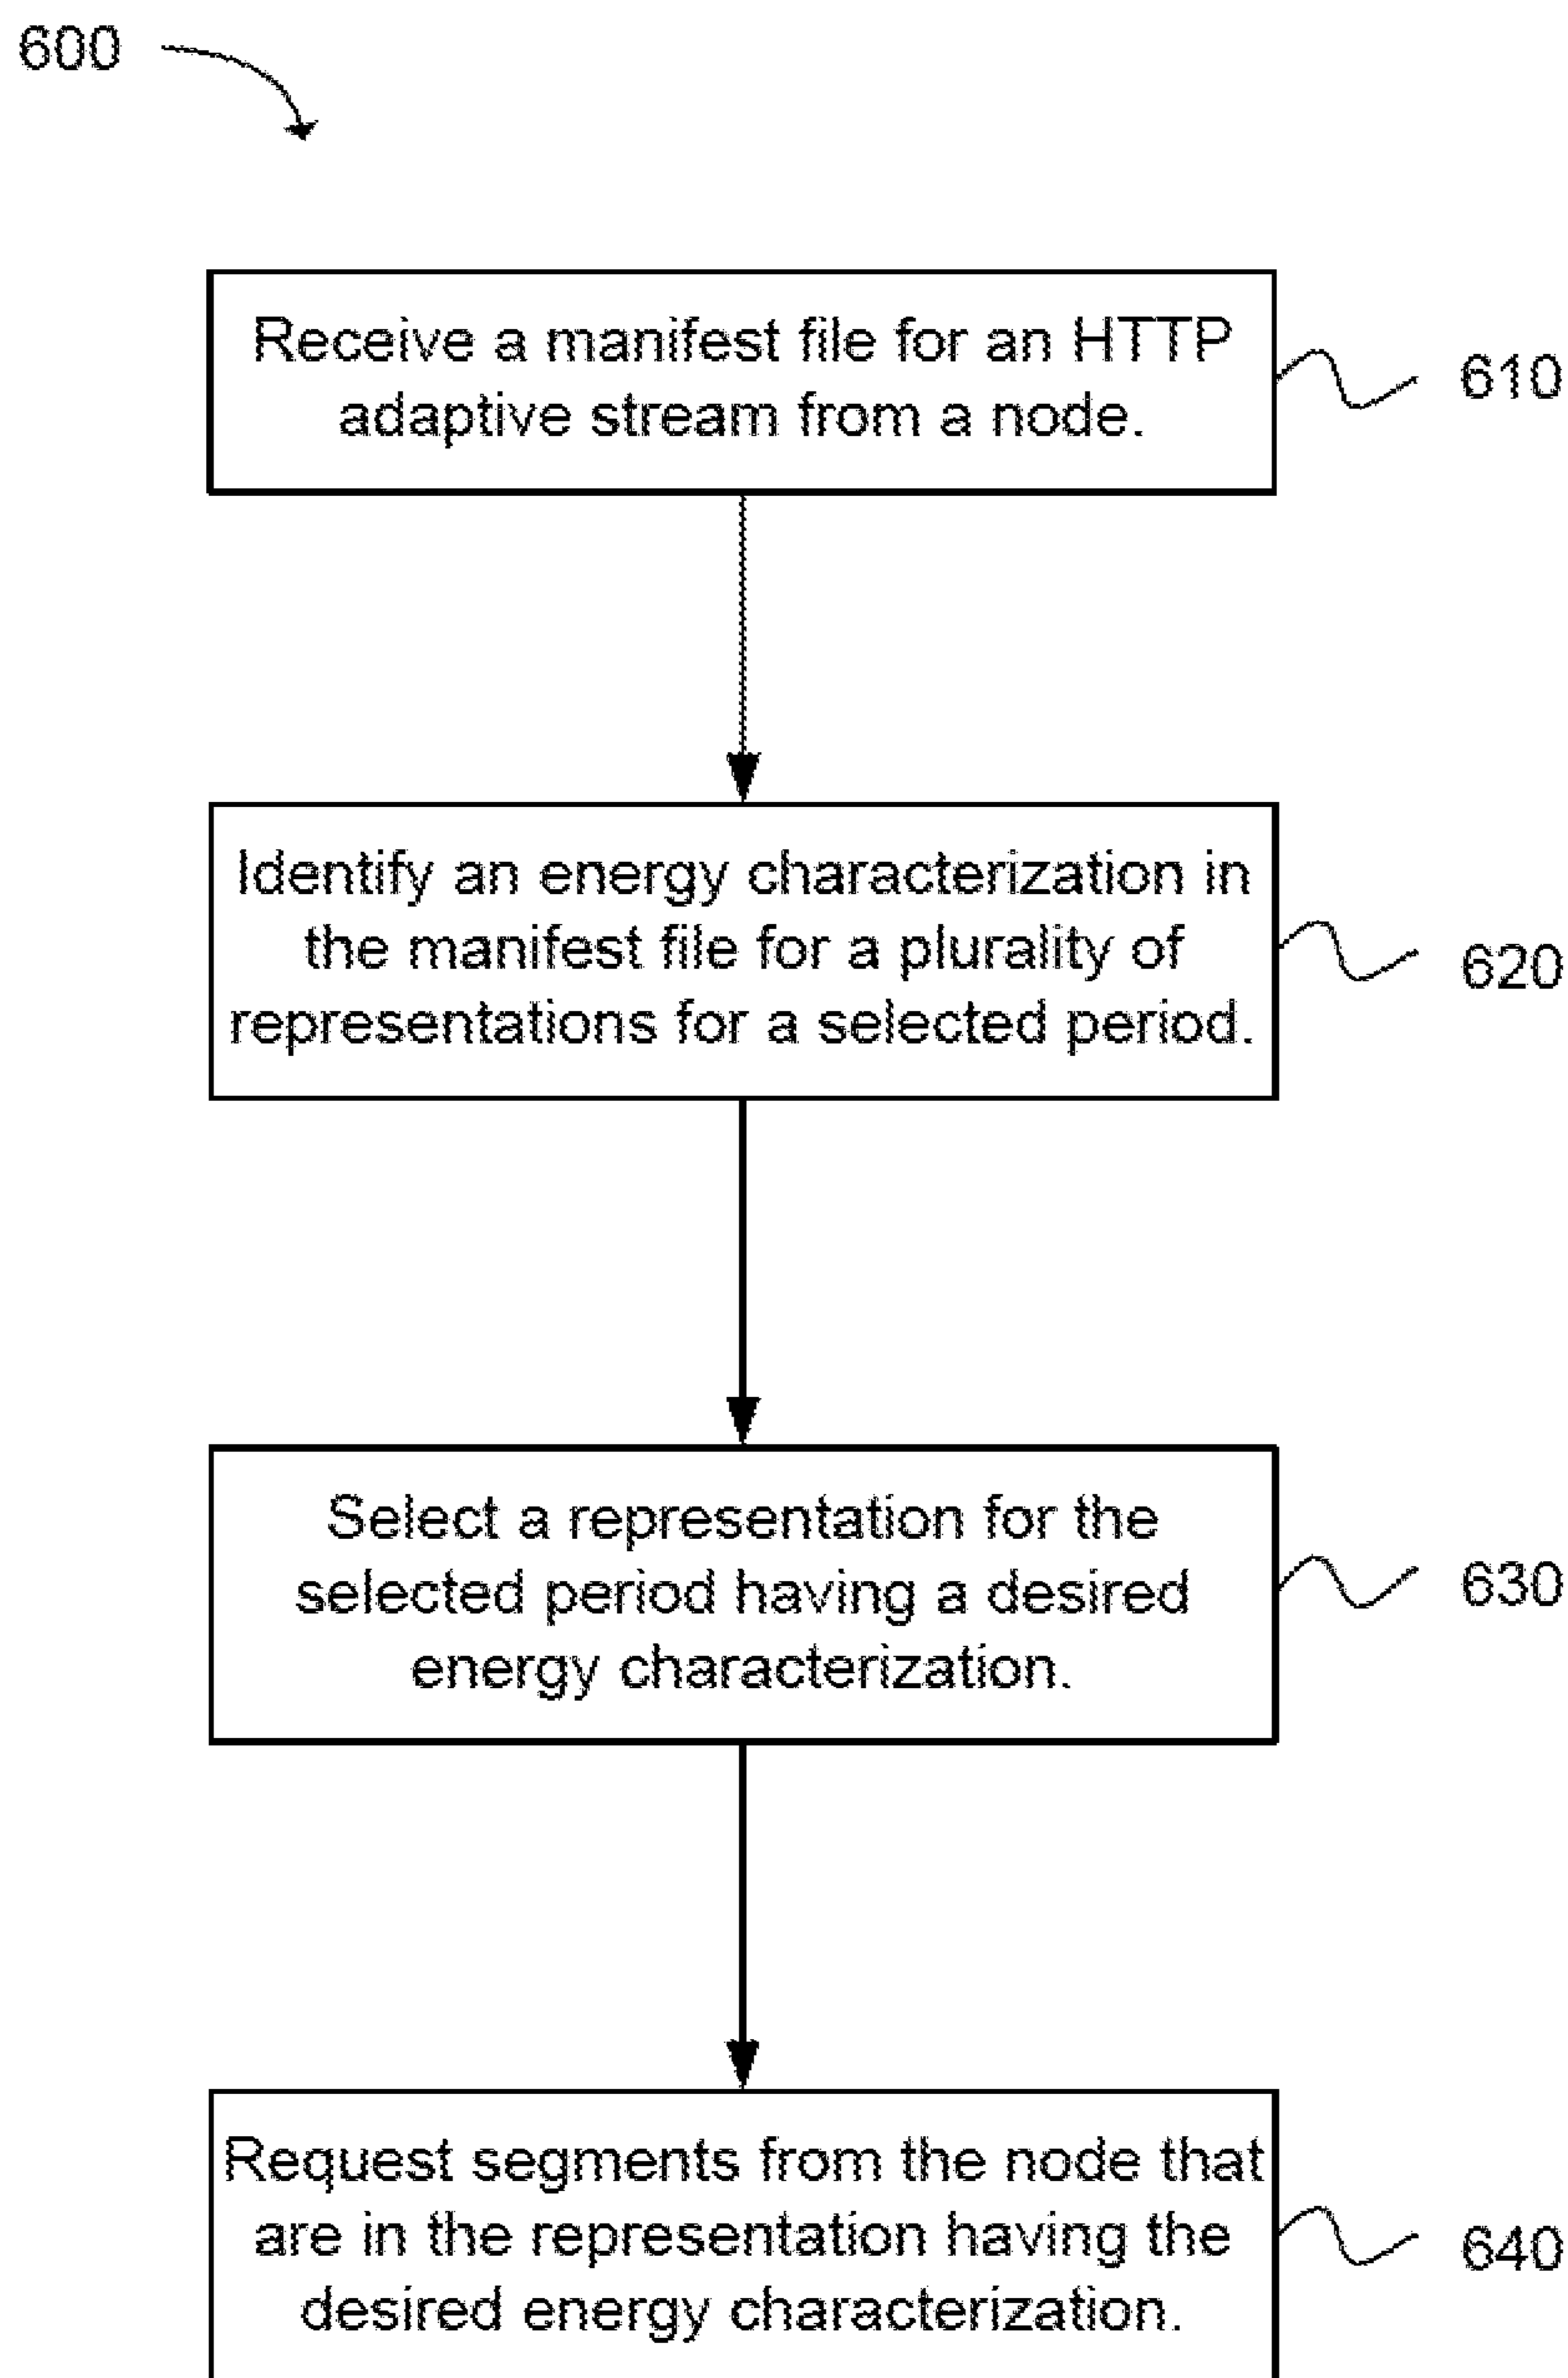 600
Receive a manifest file for an HTTP
adaptive stream from a node.
610
Identify an energy characterization in
the manifest file for a plurality of
representations for a selected period.
620
Select a representation for the
selected period having a desired
energy characterization.
630
Request segments from the node that
are in the representation having the
desired energy characterization.
640